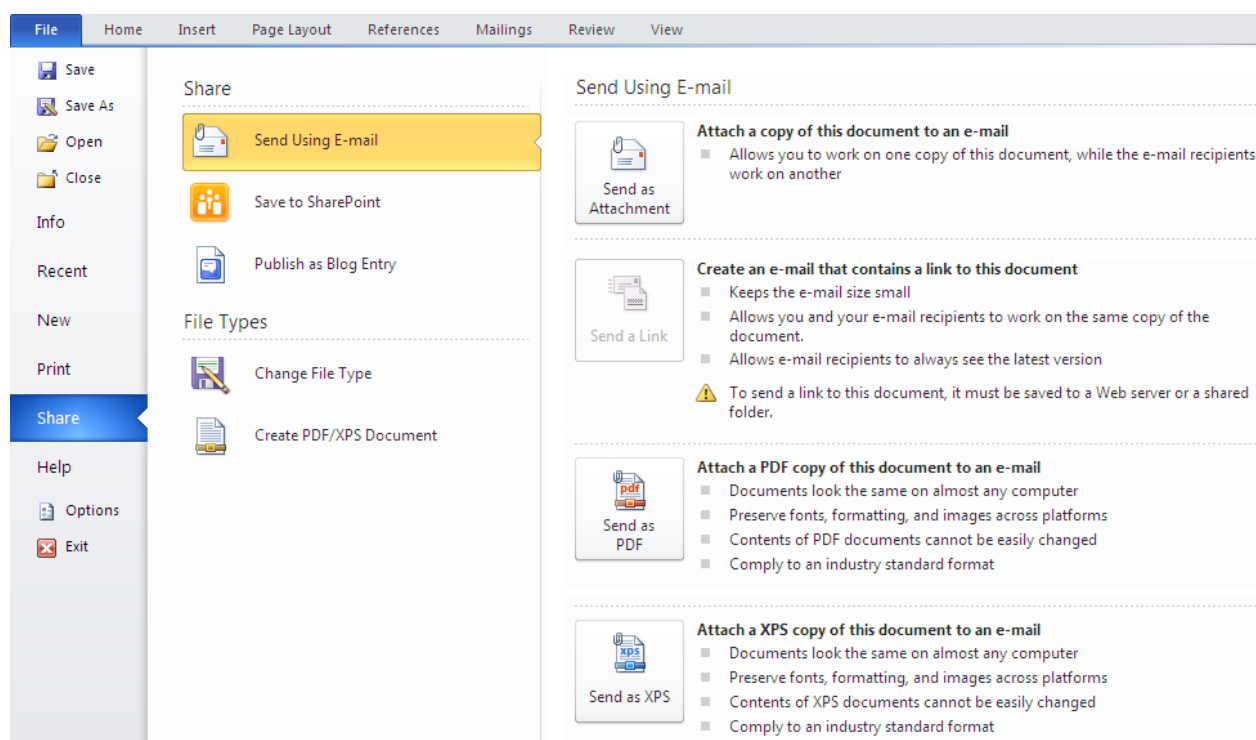 File Home Insert Page Layout References Mailings Review View
Save
Save As
Open
Close
Info
Recent
New
Print
Share
Help
Options
Exit
Share
Send Using E-mail
Save to SharePoint
Publish as Blog Entry
File Types
Change File Type
Create PDF/XPS Document
Send Using E-mail
Send as
Attachment
Attach a copy of this document to an e-mail
Allows you to work on one copy of this document, while the e-mail recipients
work on another
Send a Link
Create an e-mail that contains a link to this document
Keeps the e-mail size small
Allows you and your e-mail recipients to work on the same copy of the
document.
Allows e-mail recipients to always see the latest version
To send a link to this document, it must be saved to a Web server or a shared
folder.
pdf
Send as
PDF
Attach a PDF copy of this document to an e-mail
Documents look the same on almost any computer
Preserve fonts, formatting, and images across platforms
Contents of PDF documents cannot be easily changed
Comply to an industry standard format
xps
Send as XPS
Attach a XPS copy of this document to an e-mail
Documents look the same on almost any computer
Preserve fonts, formatting, and images across platforms
Contents of XPS documents cannot be easily changed
Comply to an industry standard format